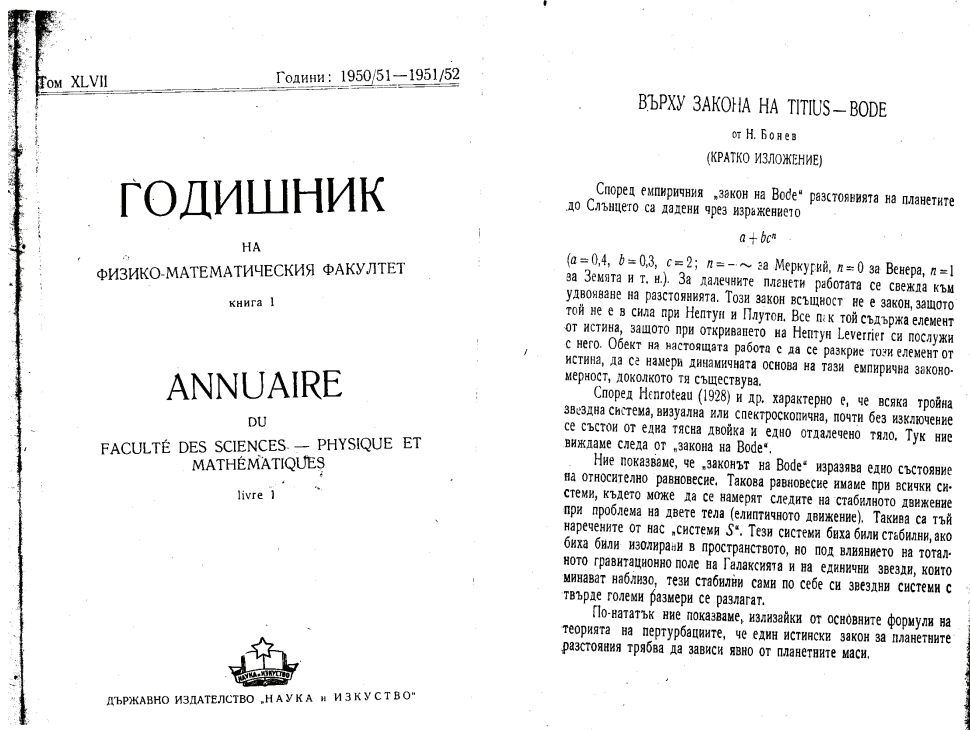 Том XLVII
Години: 1950/51—1951/52
ГОДИШНИК
НА
ФИЗИКО-МАТЕМАТИЧЕСКИЯ ФАКУЛТЕТ
книга 1
ANNUAIRE
DU
FACULTÉ DES SCIENCES — PHYSIQUE ET
MATHÉMATIQUES
livre 1
НАУКА и ИЗКУСТВО
ДЪРЖАВНО ИЗДАТЕЛСТВО „НАУКА и ИЗКУСТВО"
ВЪРХУ ЗАКОНА НА TITIUS—BODE
от Н. Бонев
(КРАТКО ИЗЛОЖЕНИЕ)
Според емпиричния „закон на Bode“ разстоянията на планетите
до Слънцето са дадени чрез изражението
a + bcⁿ
(a = 0,4, b = 0,3, c = 2; n = – ∼ за Меркурий, n = 0 за Венера, n = 1
за Земята и т. н.). За далечните планети работата се свежда към
удвояване на разстоянията. Този закон всъщност не е закон, защото
той не е в сила при Нептун и Плутон. Все пак той съдържа елемент
от истина, защото при откриването на Нептун Leverrier си послужи
с него. Обект на настоящата работа е да се разкрие този елемент от
истина, да се намери динамичната основа на тази емпирична законо-
мерност, доколкото тя съществува.
Според Henroteau (1928) и др. характерно е, че всяка тройна
звездна система, визуална или спектроскопична, почти без изключение
се състои от една тясна двойка и едно отдалечено тяло. Тук ние
виждаме следа от „закона на Bode“.
Ние показваме, че „законът на Bode“ изразява едно състояние
на относително равновесие. Такова равновесие имаме при всички си-
стеми, където може да се намерят следите на стабилното движение
при проблема на двете тела (елиптичното движение). Такива са тъй
наречените от нас „системи S“. Тези системи биха били стабилни, ако
биха били изолирани в пространството, но под влиянието на тотал-
ното гравитационно поле на Галаксията и на единични звезди, които
минават наблизо, тези стабилни сами по себе си звездни системи с
твърде големи размери се разлагат.
По-нататък ние показваме, излизайки от основните формули на
теорията на пертурбациите, че един истински закон за планетните
разстояния трябва да зависи явно от планетните маси.